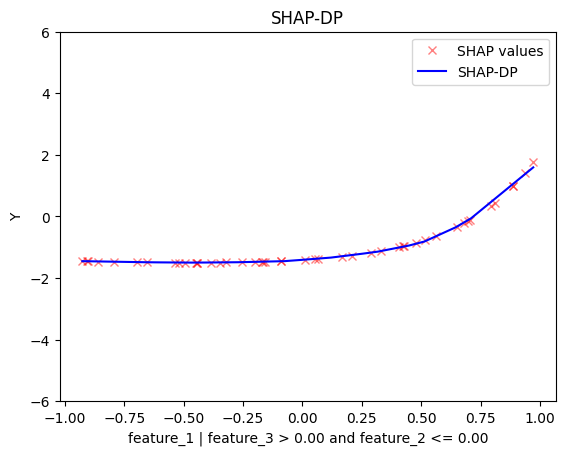 SHAP-DP
SHAP values
SHAP-DP
Y
6
4
2
0
−2
−4
−6
−1.00 −0.75 −0.50 −0.25 0.00 0.25 0.50 0.75 1.00
feature_1 | feature_3 > 0.00 and feature_2 <= 0.00